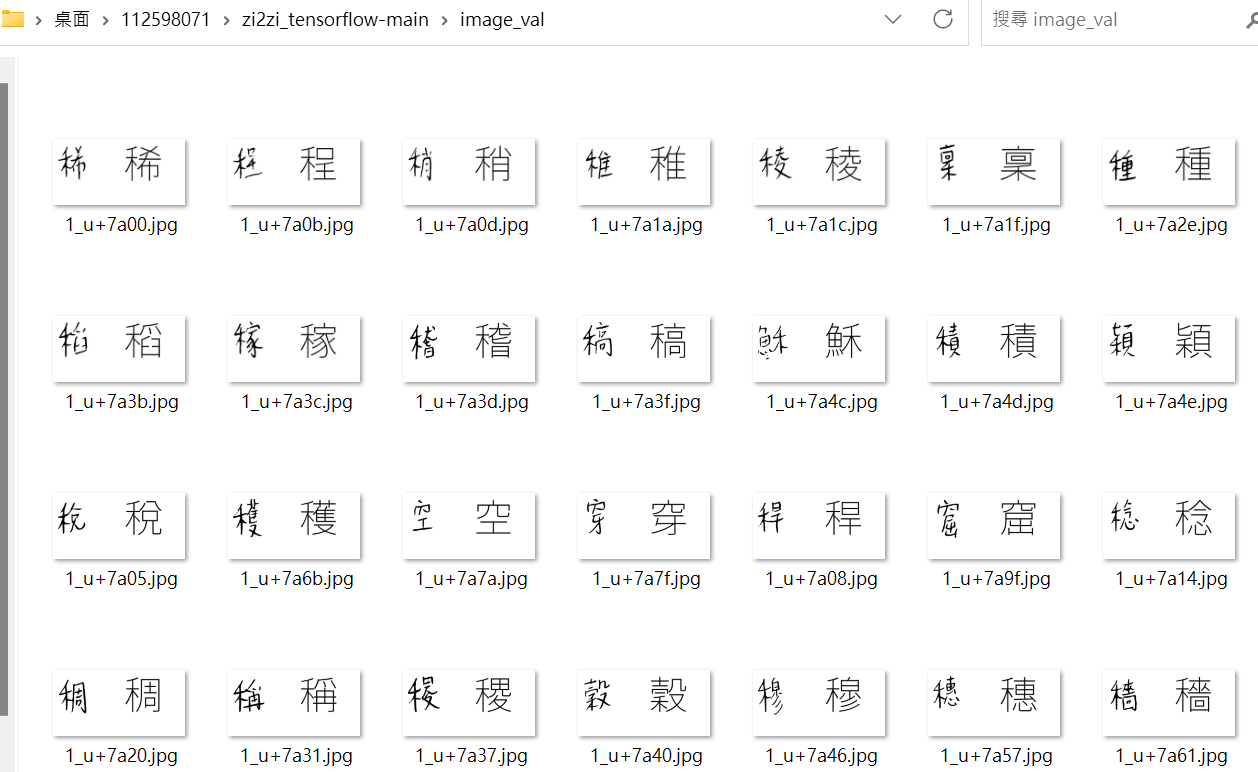 桌面 > 112598071 > zi2zi_tensorflow-main > image_val 搜尋 image_val
稀 稀 程 程 稍 稍 稚 稚 稜 稜 稟 稟 種 種
1_u+7a00.jpg 1_u+7a0b.jpg 1_u+7a0d.jpg 1_u+7a1a.jpg 1_u+7a1c.jpg 1_u+7a1f.jpg 1_u+7a2e.jpg
稻 稻 稼 稼 稽 稽 稿 稿 穌 穌 積 積 穎 穎
1_u+7a3b.jpg 1_u+7a3c.jpg 1_u+7a3d.jpg 1_u+7a3f.jpg 1_u+7a4c.jpg 1_u+7a4d.jpg 1_u+7a4e.jpg
稅 稅 穫 穫 空 空 穿 穿 稈 稈 窟 窟 稔 稔
1_u+7a05.jpg 1_u+7a6b.jpg 1_u+7a7a.jpg 1_u+7a7f.jpg 1_u+7a08.jpg 1_u+7a9f.jpg 1_u+7a14.jpg
稠 稠 稱 稱 稷 稷 穀 穀 穆 穆 穗 穗 穡 穡
1_u+7a20.jpg 1_u+7a31.jpg 1_u+7a37.jpg 1_u+7a40.jpg 1_u+7a46.jpg 1_u+7a57.jpg 1_u+7a61.jpg